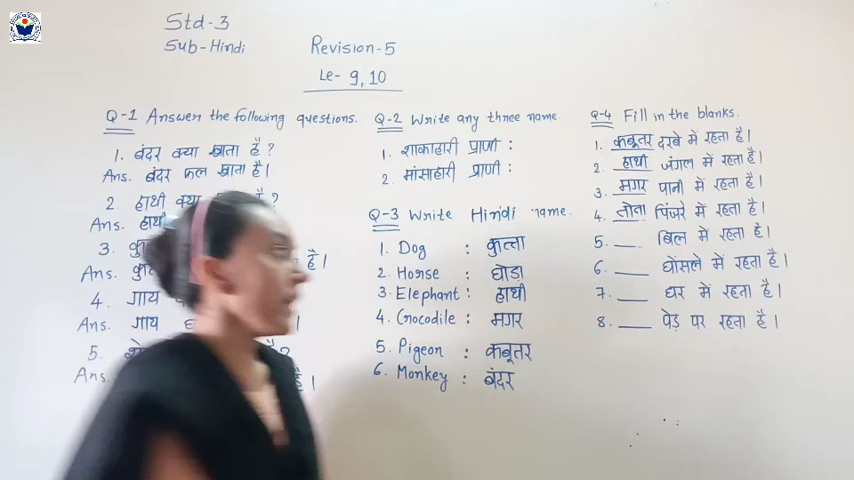 Std-3
Sub-Hindi
Revision-5
Le- 9,10
Q-1 Answer the following questions.
1. बंदर क्या खाता है?
Ans. बंदर फल खाता है।
2. हाथी क्या है?
Ans. हाथी
3.
Ans. है।
4. गाय
Ans. गाय
5.
Ans. है।
Q-2 Write any three name.
1. शाकाहारी प्राणी :
2. मांसाहारी प्राणी :
Q-3 Write Hindi name.
1. Dog : कुत्ता
2. Horse : घोडा
3. Elephant : हाथी
4. Crocodile : मगर
5. Pigeon : कबूतर
6. Monkey : बंदर
Q-4 Fill in the blanks.
1. कबूतर दरबे में रहता है।
2. हाथी जंगल में रहता है।
3. मगर पानी में रहता है।
4. तोता पिंजरे में रहता है।
5. ___ बिल में रहता है।
6. ___ घोंसले में रहता है।
7. ___ घर में रहता है।
8. ___ पेड़ पर रहता है।